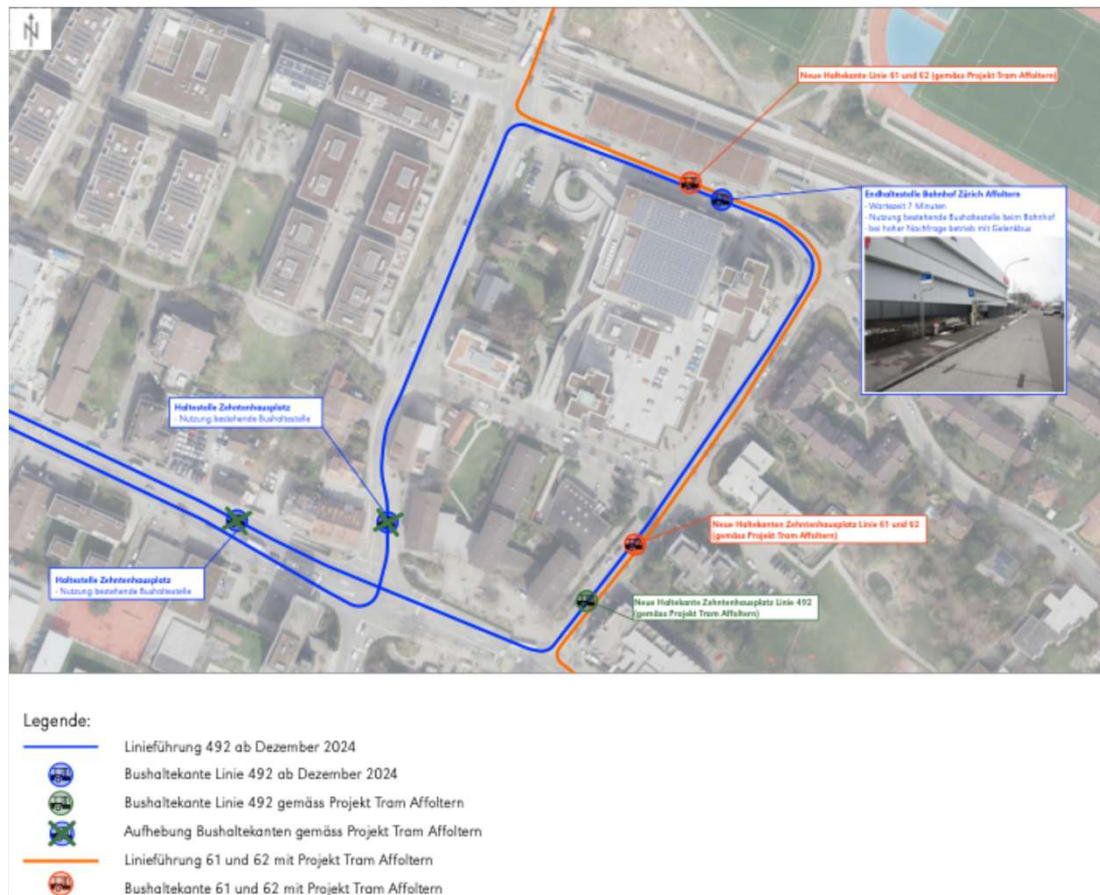 N
Neue Haltekante Linie 61 und 62 (gemäss Projekt Tram Affoltern)
Endhaltestelle Bahnhof Zürich Affoltern
- Wartezeit 7 Minuten
- Nutzung bestehende Bushaltestelle beim Bahnhof
- bei hoher Nachfrage betrieb mit Gelenkbus
Haltestelle Zehntenhausplatz
- Nutzung bestehende Bushaltestelle
Neue Haltekanten Zehntenhausplatz Linie 61 und 62
(gemäss Projekt Tram Affoltern)
Haltestelle Zehntenhausplatz
- Nutzung bestehende Bushaltestelle
Neue Haltekante Zehntenhausplatz Linie 492
(gemäss Projekt Tram Affoltern)
Legende:
Linieführung 492 ab Dezember 2024
Bushaltekante Linie 492 ab Dezember 2024
Bushaltekante Linie 492 gemäss Projekt Tram Affoltern
Aufhebung Bushaltekanten gemäss Projekt Tram Affoltern
Linieführung 61 und 62 mit Projekt Tram Affoltern
Bushaltekante 61 und 62 mit Projekt Tram Affoltern